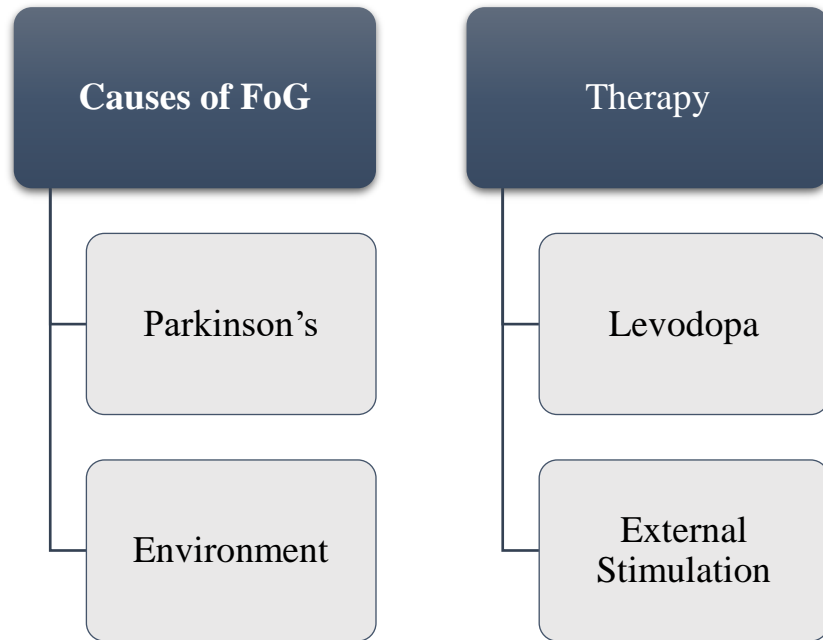 Causes of FoG
Parkinson’s
Environment
Therapy
Levodopa
External
Stimulation